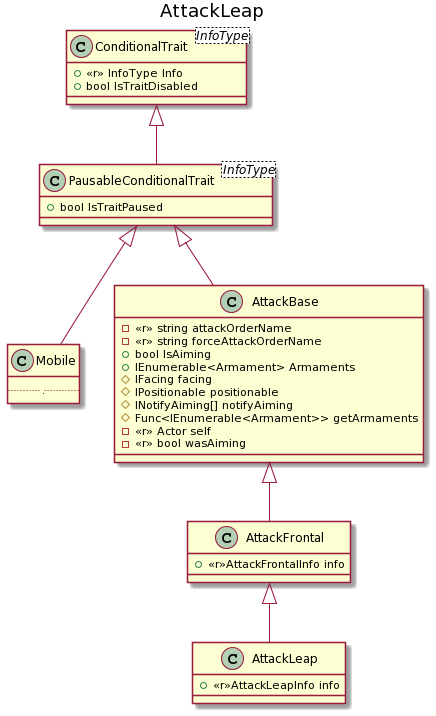 AttackLeap
C ConditionalTrait InfoType
«r» InfoType Info
bool IsTraitDisabled
C PausableConditionalTrait InfoType
bool IsTraitPaused
C Mobile
.
C AttackBase
«r» string attackOrderName
«r» string forceAttackOrderName
bool IsAiming
IEnumerable<Armament> Armaments
IFacing facing
IPositionable positionable
INotifyAiming[] notifyAiming
Func<IEnumerable<Armament>> getArmaments
«r» Actor self
«r» bool wasAiming
C AttackFrontal
«r»AttackFrontalInfo info
C AttackLeap
«r»AttackLeapInfo info